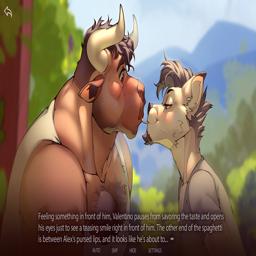 Feeling something in front of him, Valentino pauses from savoring the taste and opens
his eyes just to see a teasing smile right in front of him. The other end of the spaghetti
is between Alex's pursed lips, and it looks like he's about to...
AUTO SKIP HIDE SETTINGS